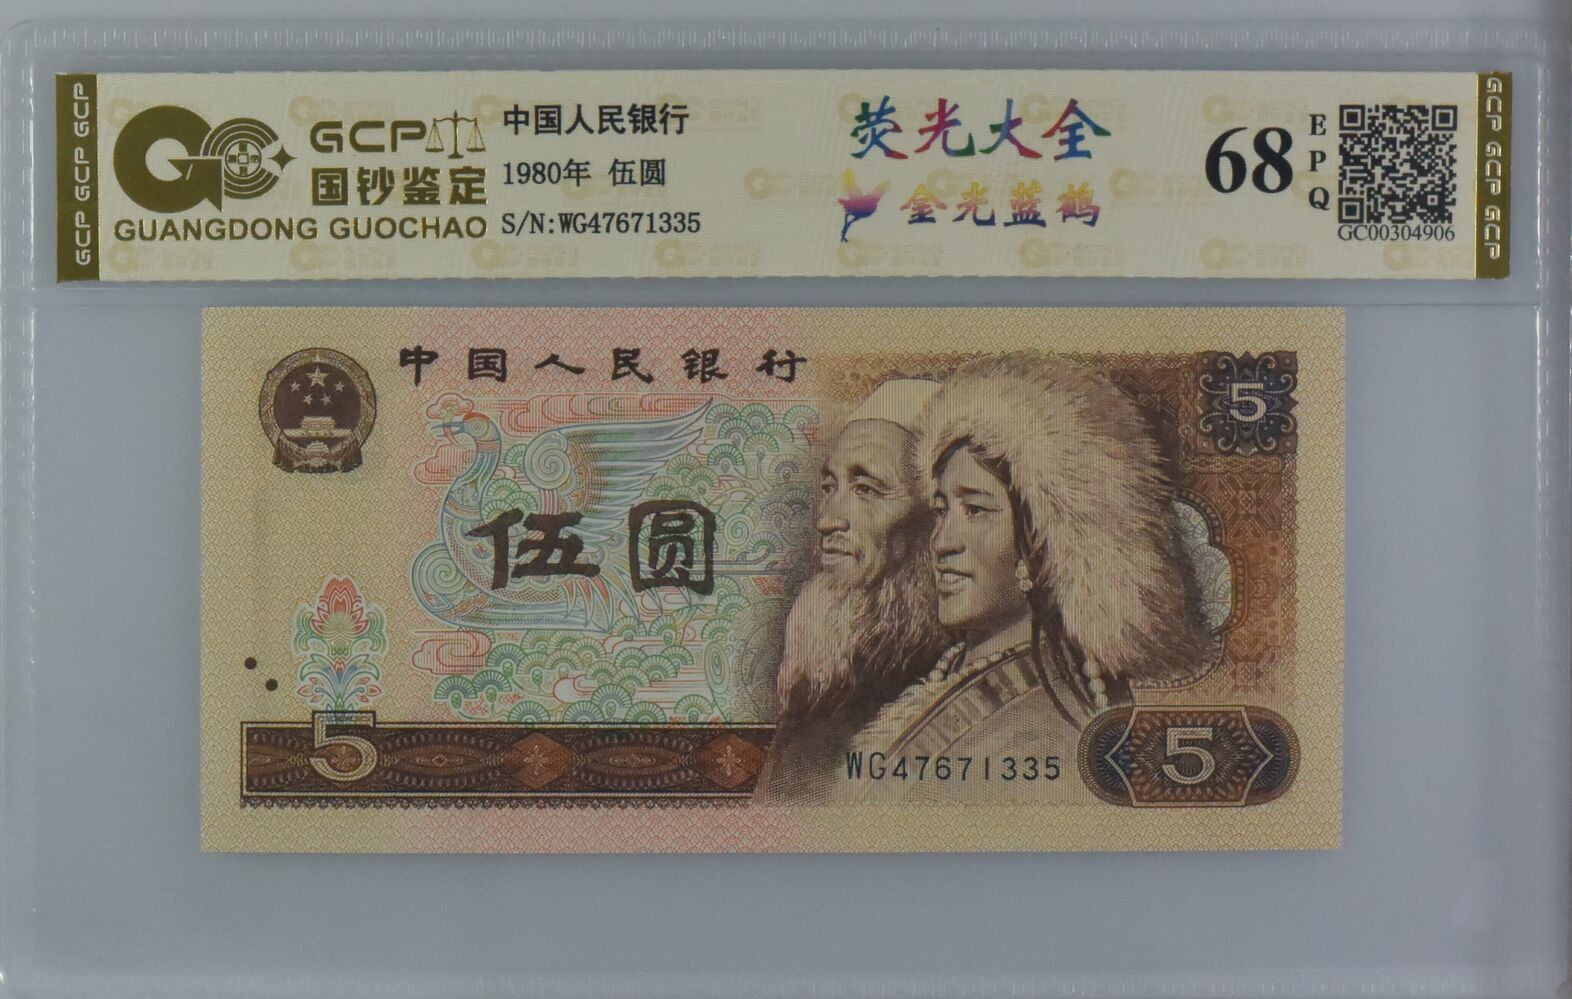 GCP GCP GCP
GCP
国钞鉴定
GUANGDONG GUOCHAO
中国人民银行
1980年 伍圆
S/N:WG47671335
荧光大全
金光蓝鹤
68
EPQ
GC00304906
GCP GCP GCP
中国人民银行
5
伍圆
5
WG47671335
5